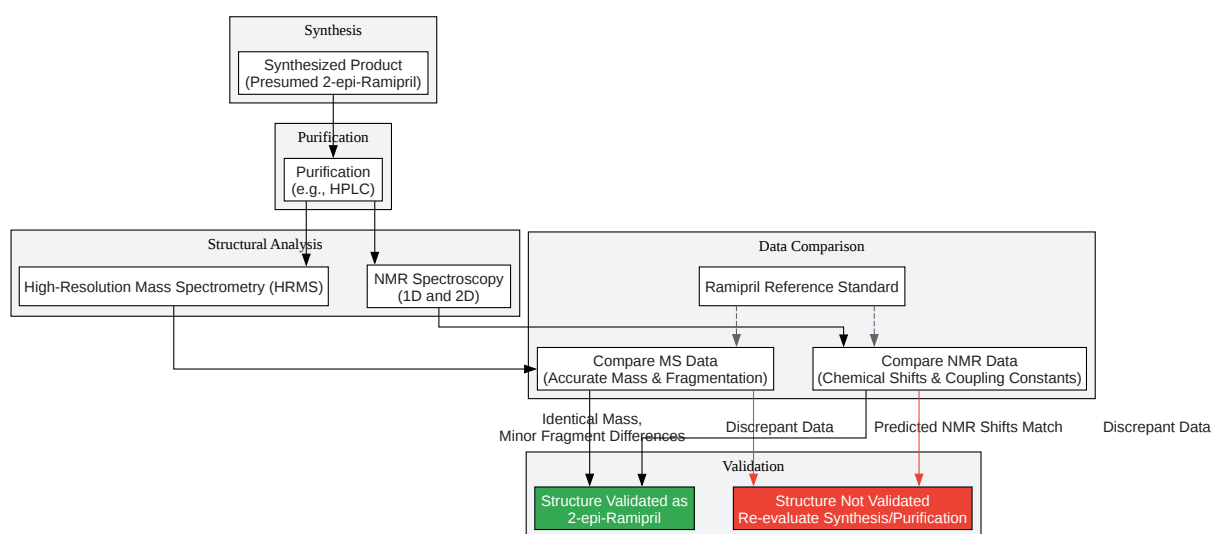 Synthesis
Synthesized Product
(Presumed 2-epi-Ramipril)
Purification
Purification
(e.g., HPLC)
Structural Analysis
High-Resolution Mass Spectrometry (HRMS)
NMR Spectroscopy
(1D and 2D)
Data Comparison
Ramipril Reference Standard
Compare MS Data
(Accurate Mass & Fragmentation)
Compare NMR Data
(Chemical Shifts & Coupling Constants)
Identical Mass,
Minor Fragment Differences
Discrepant Data
Predicted NMR Shifts Match
Discrepant Data
Validation
Structure Validated as
2-epi-Ramipril
Structure Not Validated
Re-evaluate Synthesis/Purification